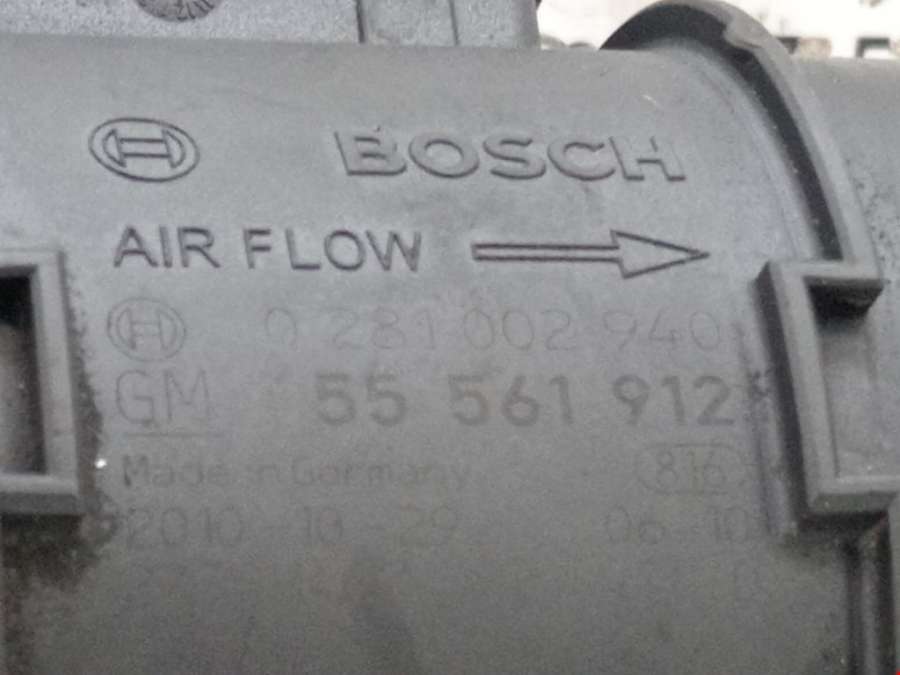 BOSCH
AIR FLOW
0 281 002 940
GM 55 561 912
Made in Germany 816
2010-10-29 06 10